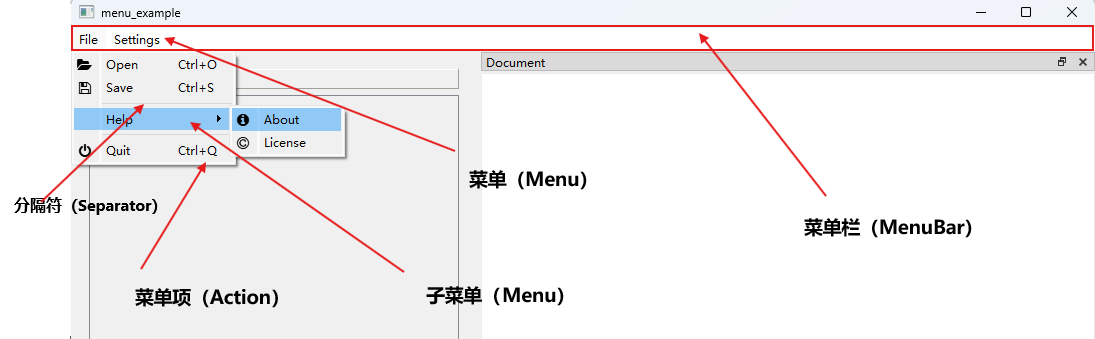 menu_example
File Settings
Document
Open Ctrl+O
Save Ctrl+S
Help About
License
Quit Ctrl+Q
菜单（Menu）
分隔符（Separator）
菜单栏（MenuBar）
菜单项（Action）
子菜单（Menu）